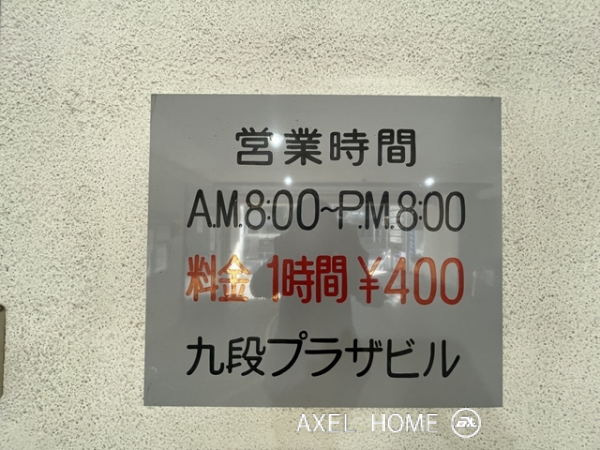 営業時間
A.M.8:00~P.M.8:00
料金 1時間 ¥400
九段プラザビル
AXEL HOME